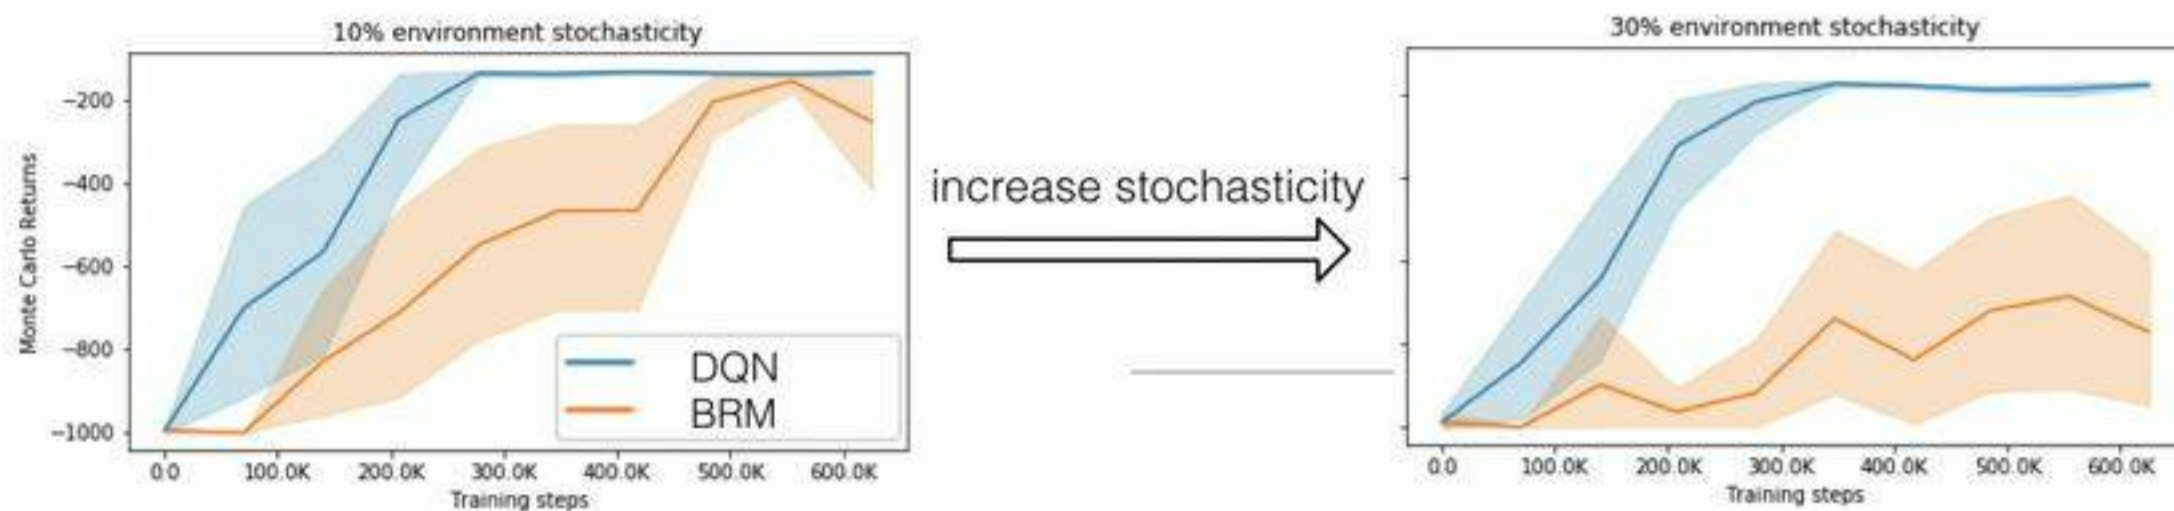 10% environment stochasticity
Monte Carlo Returns
−200
−400
−600
−800
−1000
DQN
BRM
0.0 100.0K 200.0K 300.0K 400.0K 500.0K 600.0K
Training steps
increase stochasticity
30% environment stochasticity
0.0 100.0K 200.0K 300.0K 400.0K 500.0K 600.0K
Training steps